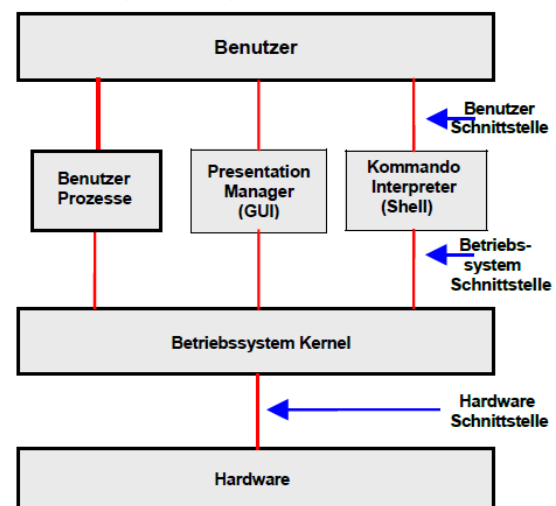 Benutzer
Benutzer
Schnittstelle
Benutzer
Prozesse
Presentation
Manager
(GUI)
Kommando
Interpreter
(Shell)
Betriebs-
system
Schnittstelle
Betriebssystem Kernel
Hardware
Schnittstelle
Hardware